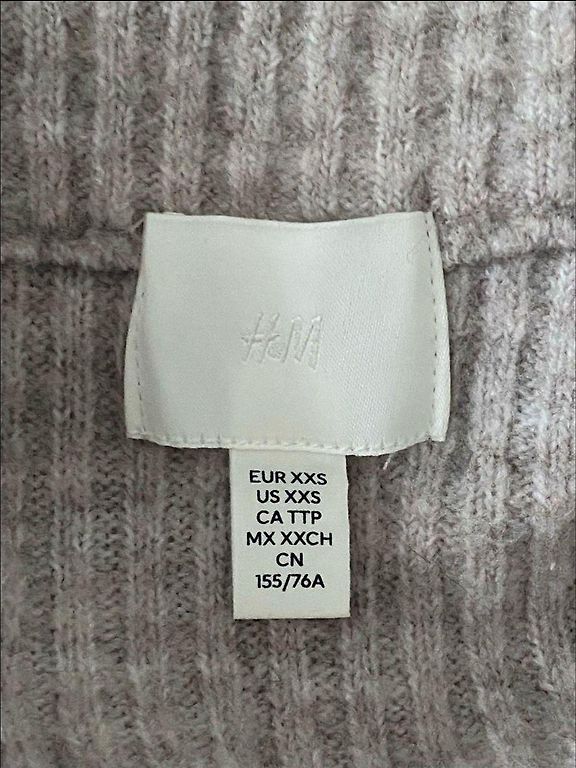 H&M
EUR XXS
US XXS
CA TTP
MX XXCH
CN
155/76A